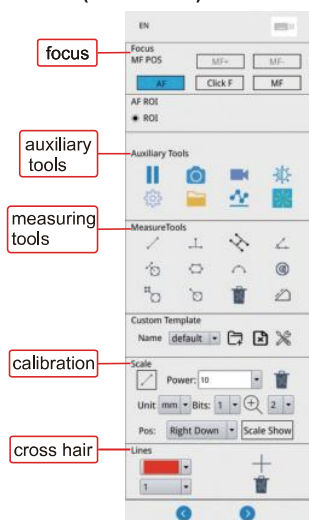 EN
focus
Focus
MF POS MF+ MF-
AF Click F MF
AF ROI
ROI
auxiliary
tools
Auxiliary Tools
measuring
tools
MeasureTools
Custom Template
Name default
calibration
Scale
Power: 10
Unit mm Bits: 1 2
Pos: Right Down Scale Show
cross hair
Lines
1